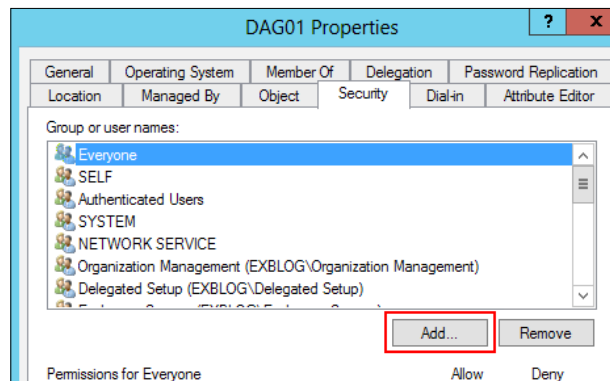 DAG01 Properties ? x
General Operating System Member Of Delegation Password Replication
Location Managed By Object Security Dial-in Attribute Editor
Group or user names:
Everyone
SELF
Authenticated Users
SYSTEM
NETWORK SERVICE
Organization Management (EXBLOG\Organization Management)
Delegated Setup (EXBLOG\Delegated Setup)
Add... Remove
Permissions for Everyone Allow Deny